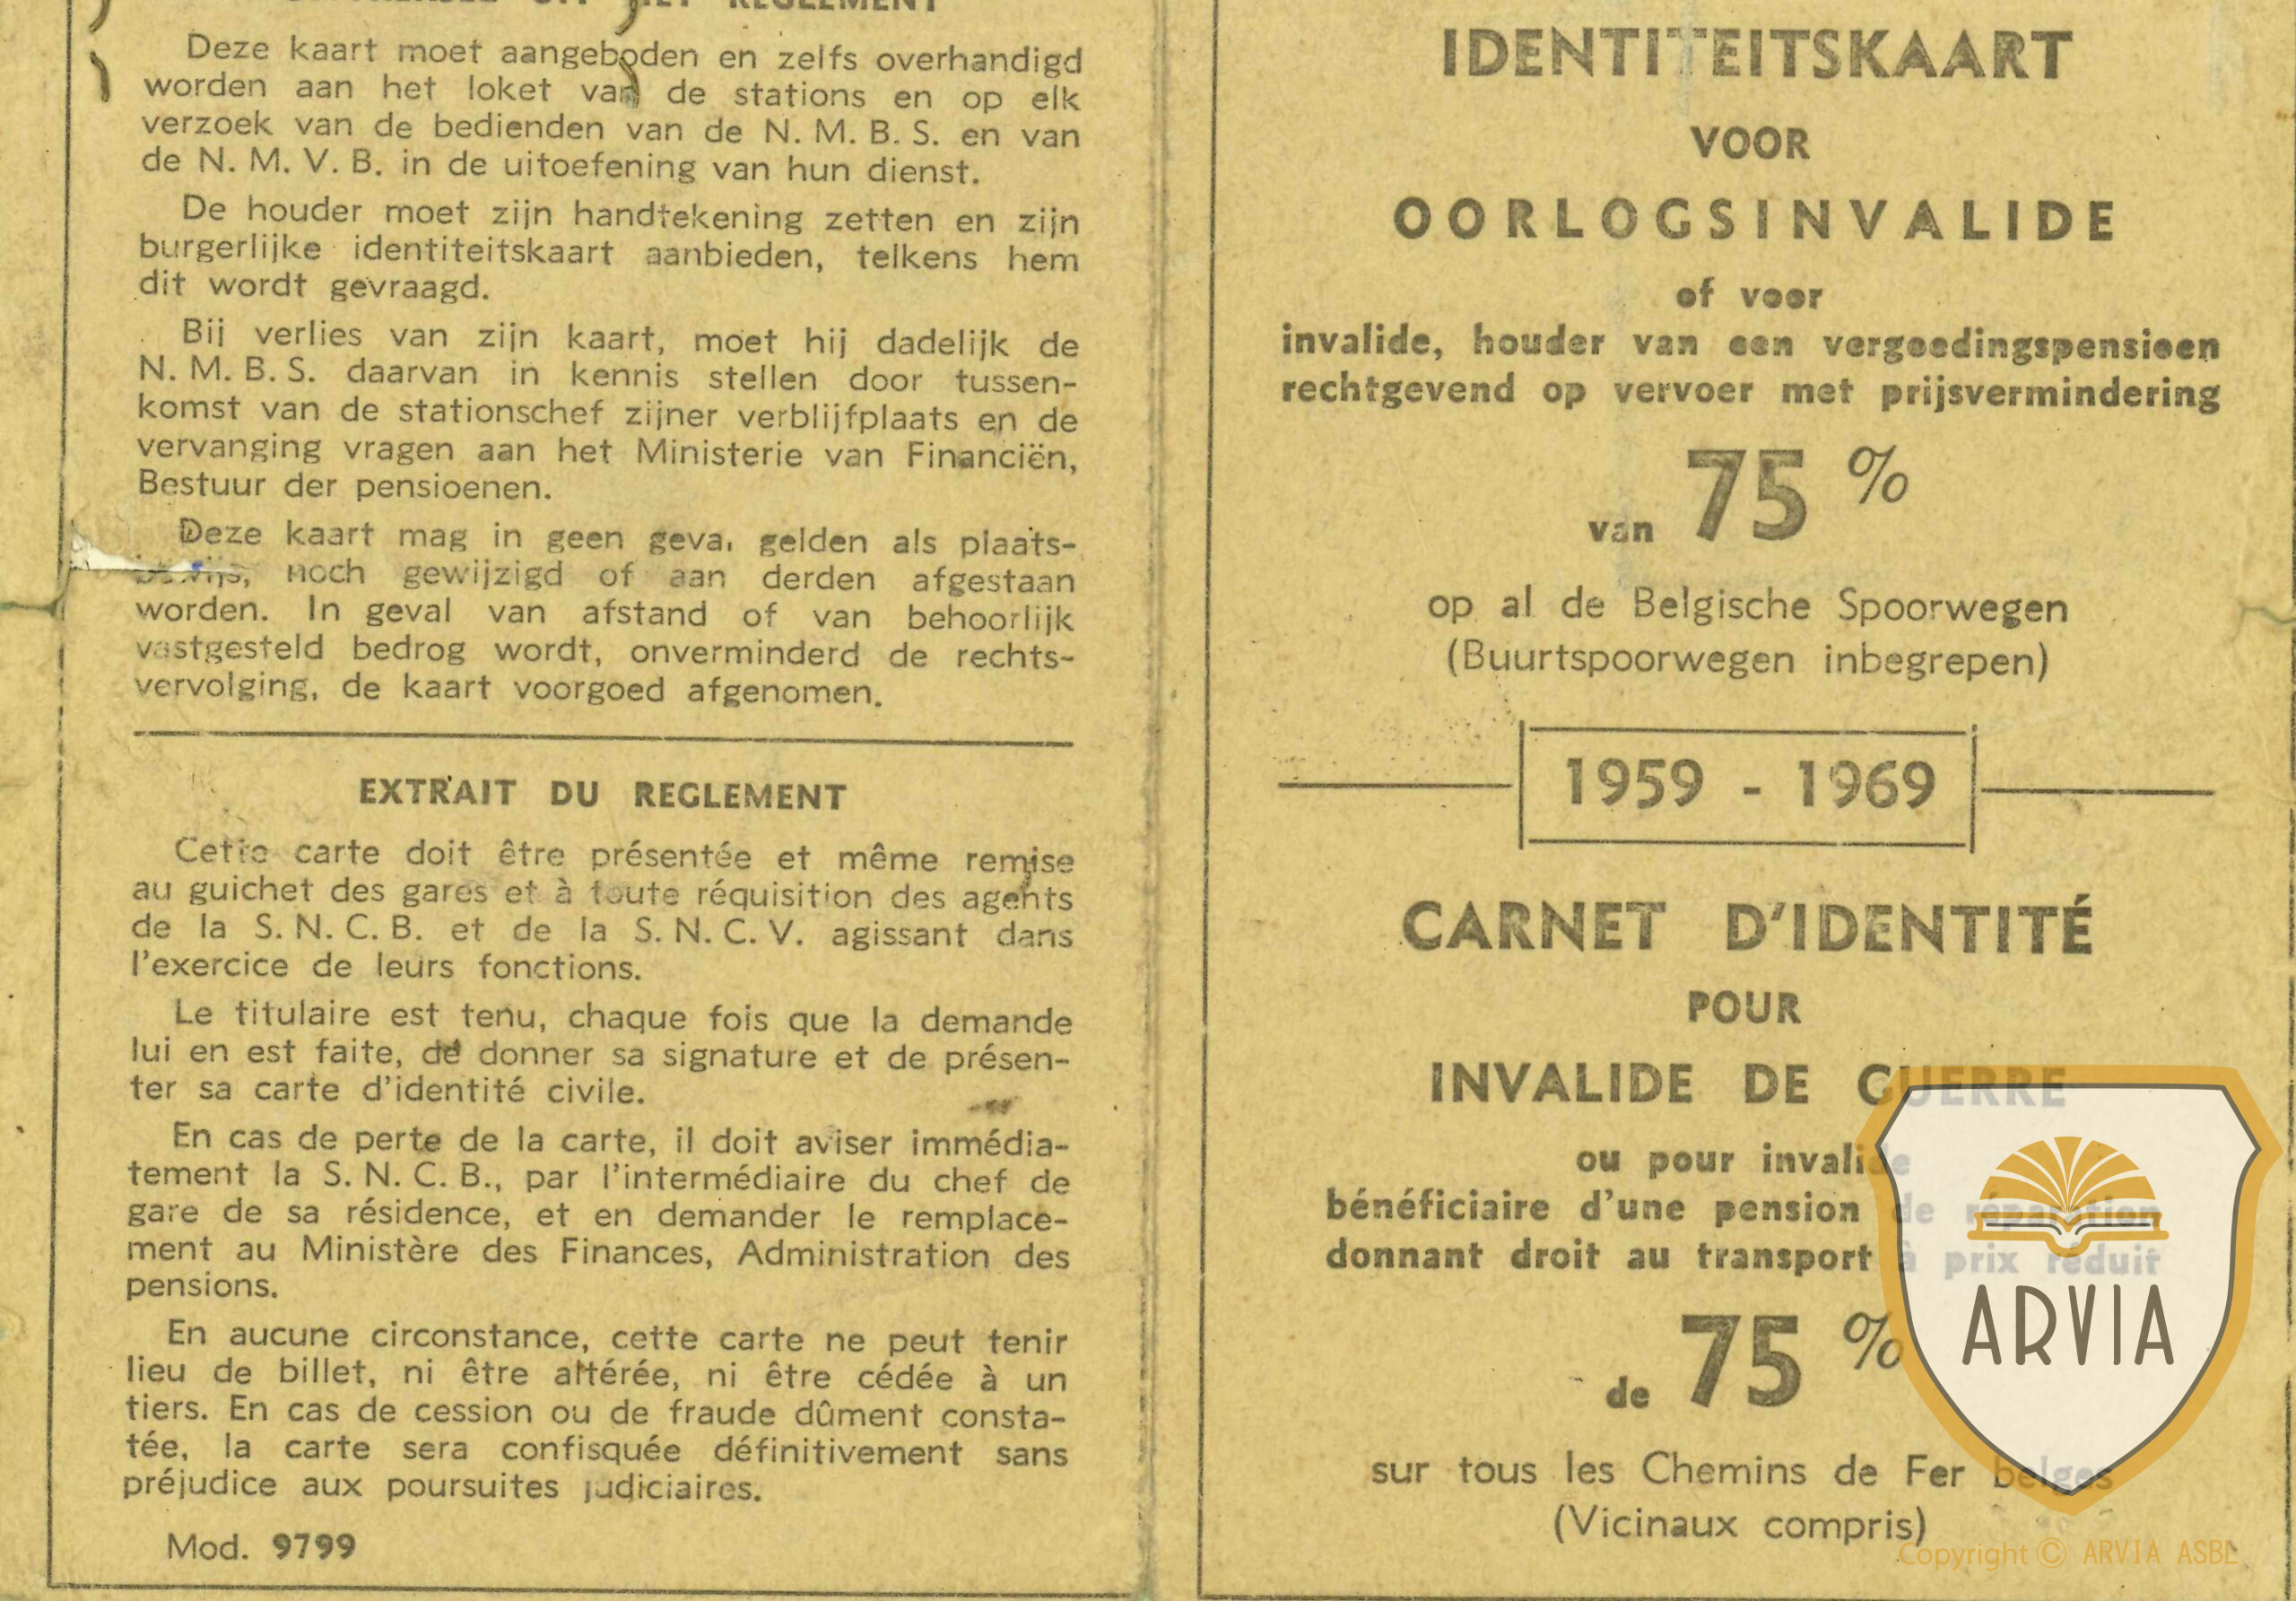 UIT HET REGLEMENT
Deze kaart moet aangeboden en zelfs overhandigd
worden aan het loket van de stations en op elk
verzoek van de bedienden van de N. M. B. S. en van
de N. M. V. B. in de uitoefening van hun dienst.
De houder moet zijn handtekening zetten en zijn
burgerlijke identiteitskaart aanbieden, telkens hem
dit wordt gevraagd.
Bij verlies van zijn kaart, moet hij dadelijk de
N. M. B. S. daarvan in kennis stellen door tussen-
komst van de stationschef zijner verblijfplaats en de
vervanging vragen aan het Ministerie van Financiën,
Bestuur der pensioenen.
Deze kaart mag in geen geval gelden als plaats-
bewijs, noch gewijzigd of aan derden afgestaan
worden. In geval van afstand of van behoorlijk
vastgesteld bedrog wordt, onverminderd de rechts-
vervolging, de kaart voorgoed afgenomen.
EXTRAIT DU REGLEMENT
Cette carte doit être présentée et même remise
au guichet des gares et à toute réquisition des agents
de la S. N. C. B. et de la S. N. C. V. agissant dans
l'exercice de leurs fonctions.
Le titulaire est tenu, chaque fois que la demande
lui en est faite, de donner sa signature et de présen-
ter sa carte d'identité civile.
En cas de perte de la carte, il doit aviser immédia-
tement la S. N. C. B., par l'intermédiaire du chef de
gare de sa résidence, et en demander le remplace-
ment au Ministère des Finances, Administration des
pensions.
En aucune circonstance, cette carte ne peut tenir
lieu de billet, ni être altérée, ni être cédée à un
tiers. En cas de cession ou de fraude dûment consta-
tée, la carte sera confisquée définitivement sans
préjudice aux poursuites judiciaires.
Mod. 9799
IDENTITEITSKAART
VOOR
OORLOGSINVALIDE
of voor
invalide, houder van een vergoedingspensioen
rechtgevend op vervoer met prijsvermindering
van 75 %
op al de Belgische Spoorwegen
(Buurtspoorwegen inbegrepen)
1959 - 1969
CARNET D'IDENTITÉ
POUR
INVALIDE DE GUERRE
ou pour invalide
bénéficiaire d'une pension de réparation
donnant droit au transport à prix réduit
de 75 %
sur tous les Chemins de Fer belges
(Vicinaux compris)
ARVIA
Copyright © ARVIA ASBL